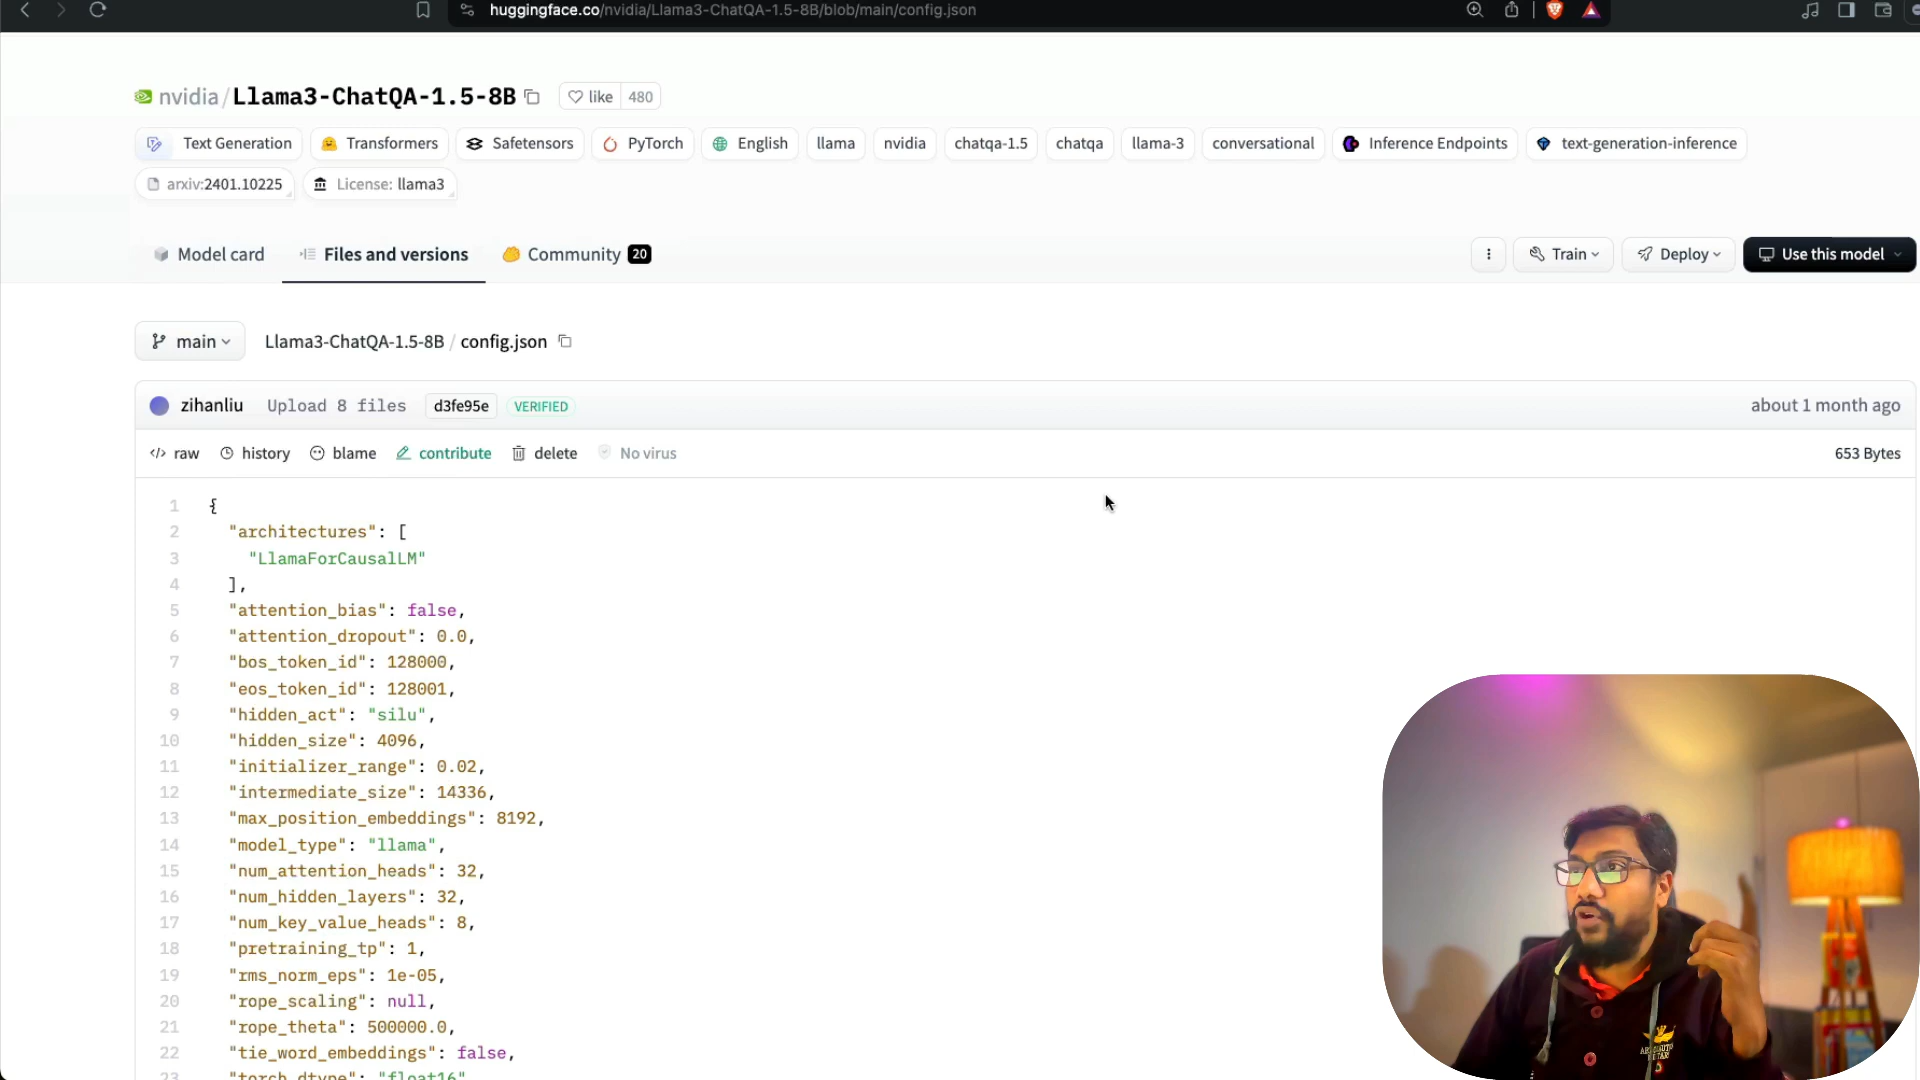 huggingface.co/nvidia/Llama3-ChatQA-1.5-8B/blob/main/config.json
nvidia/Llama3-ChatQA-1.5-8B like 480
Text Generation Transformers Safetensors PyTorch English llama nvidia chatqa-1.5 chatqa llama-3 conversational Inference Endpoints text-generation-inference
arxiv:2401.10225 License: llama3
Model card Files and versions Community 20 Train Deploy Use this model
main Llama3-ChatQA-1.5-8B / config.json
zihanliu Upload 8 files d3fe95e VERIFIED about 1 month ago
</> raw history blame contribute delete No virus 653 Bytes
1 {
2 "architectures": [
3 "LlamaForCausalLM"
4 ],
5 "attention_bias": false,
6 "attention_dropout": 0.0,
7 "bos_token_id": 128000,
8 "eos_token_id": 128001,
9 "hidden_act": "silu",
10 "hidden_size": 4096,
11 "initializer_range": 0.02,
12 "intermediate_size": 14336,
13 "max_position_embeddings": 8192,
14 "model_type": "llama",
15 "num_attention_heads": 32,
16 "num_hidden_layers": 32,
17 "num_key_value_heads": 8,
18 "pretraining_tp": 1,
19 "rms_norm_eps": 1e-05,
20 "rope_scaling": null,
21 "rope_theta": 500000.0,
22 "tie_word_embeddings": false,
23 "torch_dtype": "float16"